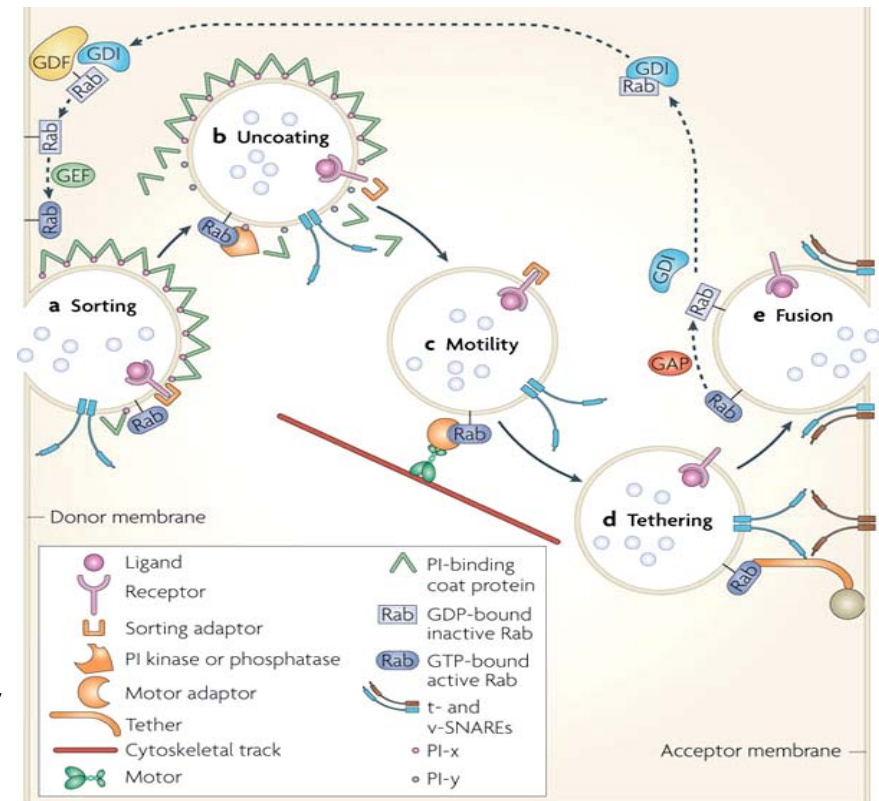 GDF
GDI
Rab
Rab
GEF
Rab
GDI
Rab
b Uncoating
Rab
a Sorting
Rab
c Motility
Rab
GDI
Rab
GAP
Rab
e Fusion
d Tethering
Rab
Donor membrane
Ligand
Receptor
Sorting adaptor
PI kinase or phosphatase
Motor adaptor
Tether
Cytoskeletal track
Motor
PI-binding
coat protein
Rab GDP-bound
inactive Rab
Rab GTP-bound
active Rab
t- and
v-SNAREs
PI-x
PI-y
Acceptor membrane